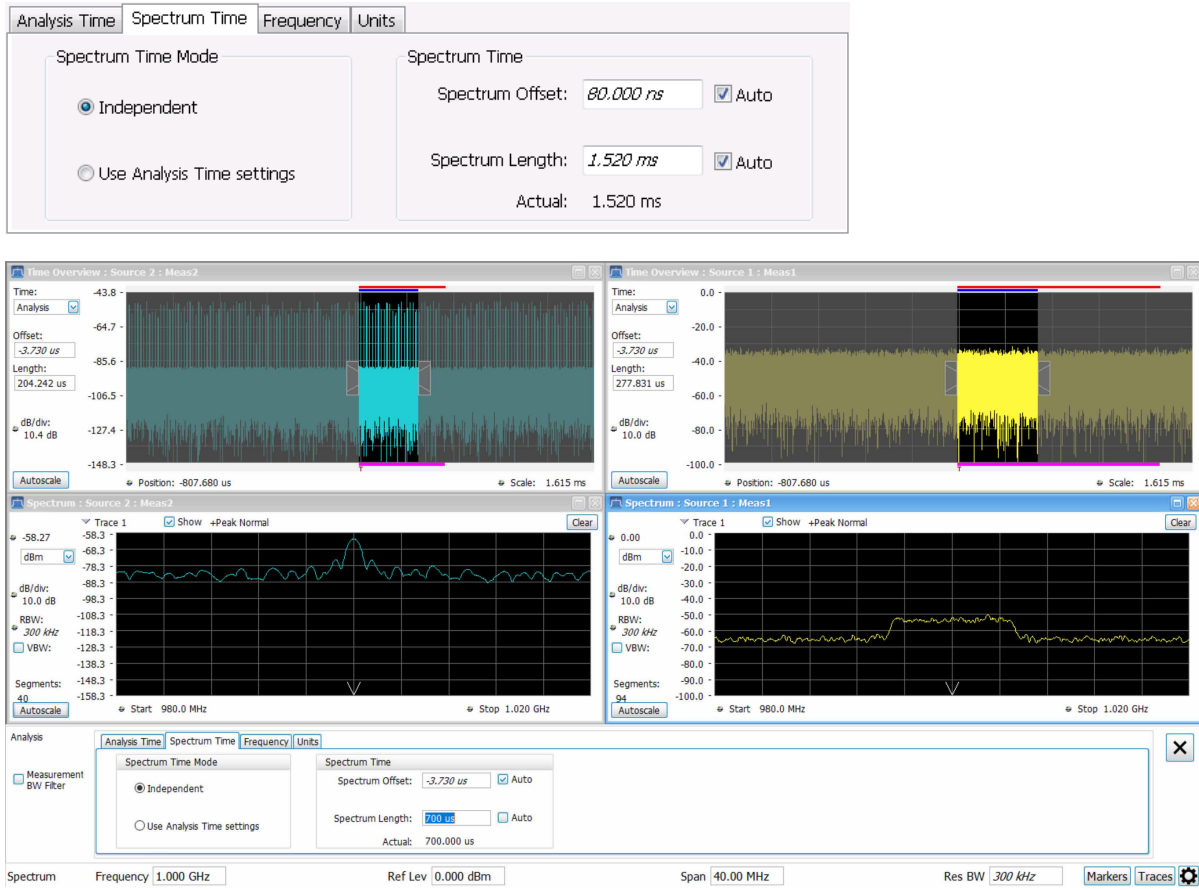 Analysis Time Spectrum Time Frequency Units
Spectrum Time Mode
Independent
Use Analysis Time settings
Spectrum Time
Spectrum Offset: 80.000 ns Auto
Spectrum Length: 1.520 ms Auto
Actual: 1.520 ms
Time Overview : Source 2 : Meas2
Time:
Analysis
Offset:
-3.730 us
Length:
204.242 us
dB/div:
10.4 dB
Autoscale
-43.8
-64.7
-85.6
-106.5
-127.4
-148.3
Position: -807.680 us Scale: 1.615 ms
Time Overview : Source 1 : Meas1
Time:
Analysis
Offset:
-3.730 us
Length:
277.831 us
dB/div:
10.0 dB
Autoscale
0.0
-20.0
-40.0
-60.0
-80.0
-100.0
Position: -807.680 us Scale: 1.615 ms
Spectrum : Source 2 : Meas2
Trace 1 Show +Peak Normal Clear
-58.27
dBm
dB/div:
10.0 dB
RBW:
300 kHz
VBW:
Segments:
40
Autoscale
-58.3
-68.3
-78.3
-88.3
-98.3
-108.3
-118.3
-128.3
-138.3
-148.3
-158.3
Start 980.0 MHz Stop 1.020 GHz
Spectrum : Source 1 : Meas1
Trace 1 Show +Peak Normal Clear
0.00
dBm
dB/div:
10.0 dB
RBW:
300 kHz
VBW:
Segments:
94
Autoscale
0.0
-10.0
-20.0
-30.0
-40.0
-50.0
-60.0
-70.0
-80.0
-90.0
-100.0
Start 980.0 MHz Stop 1.020 GHz
Analysis
Measurement
BW Filter
Analysis Time Spectrum Time Frequency Units
Spectrum Time Mode
Independent
Use Analysis Time settings
Spectrum Time
Spectrum Offset: -3.730 us Auto
Spectrum Length: 700 us Auto
Actual: 700.000 us
Spectrum Frequency 1.000 GHz Ref Lev 0.000 dBm Span 40.00 MHz Res BW 300 kHz Markers Traces